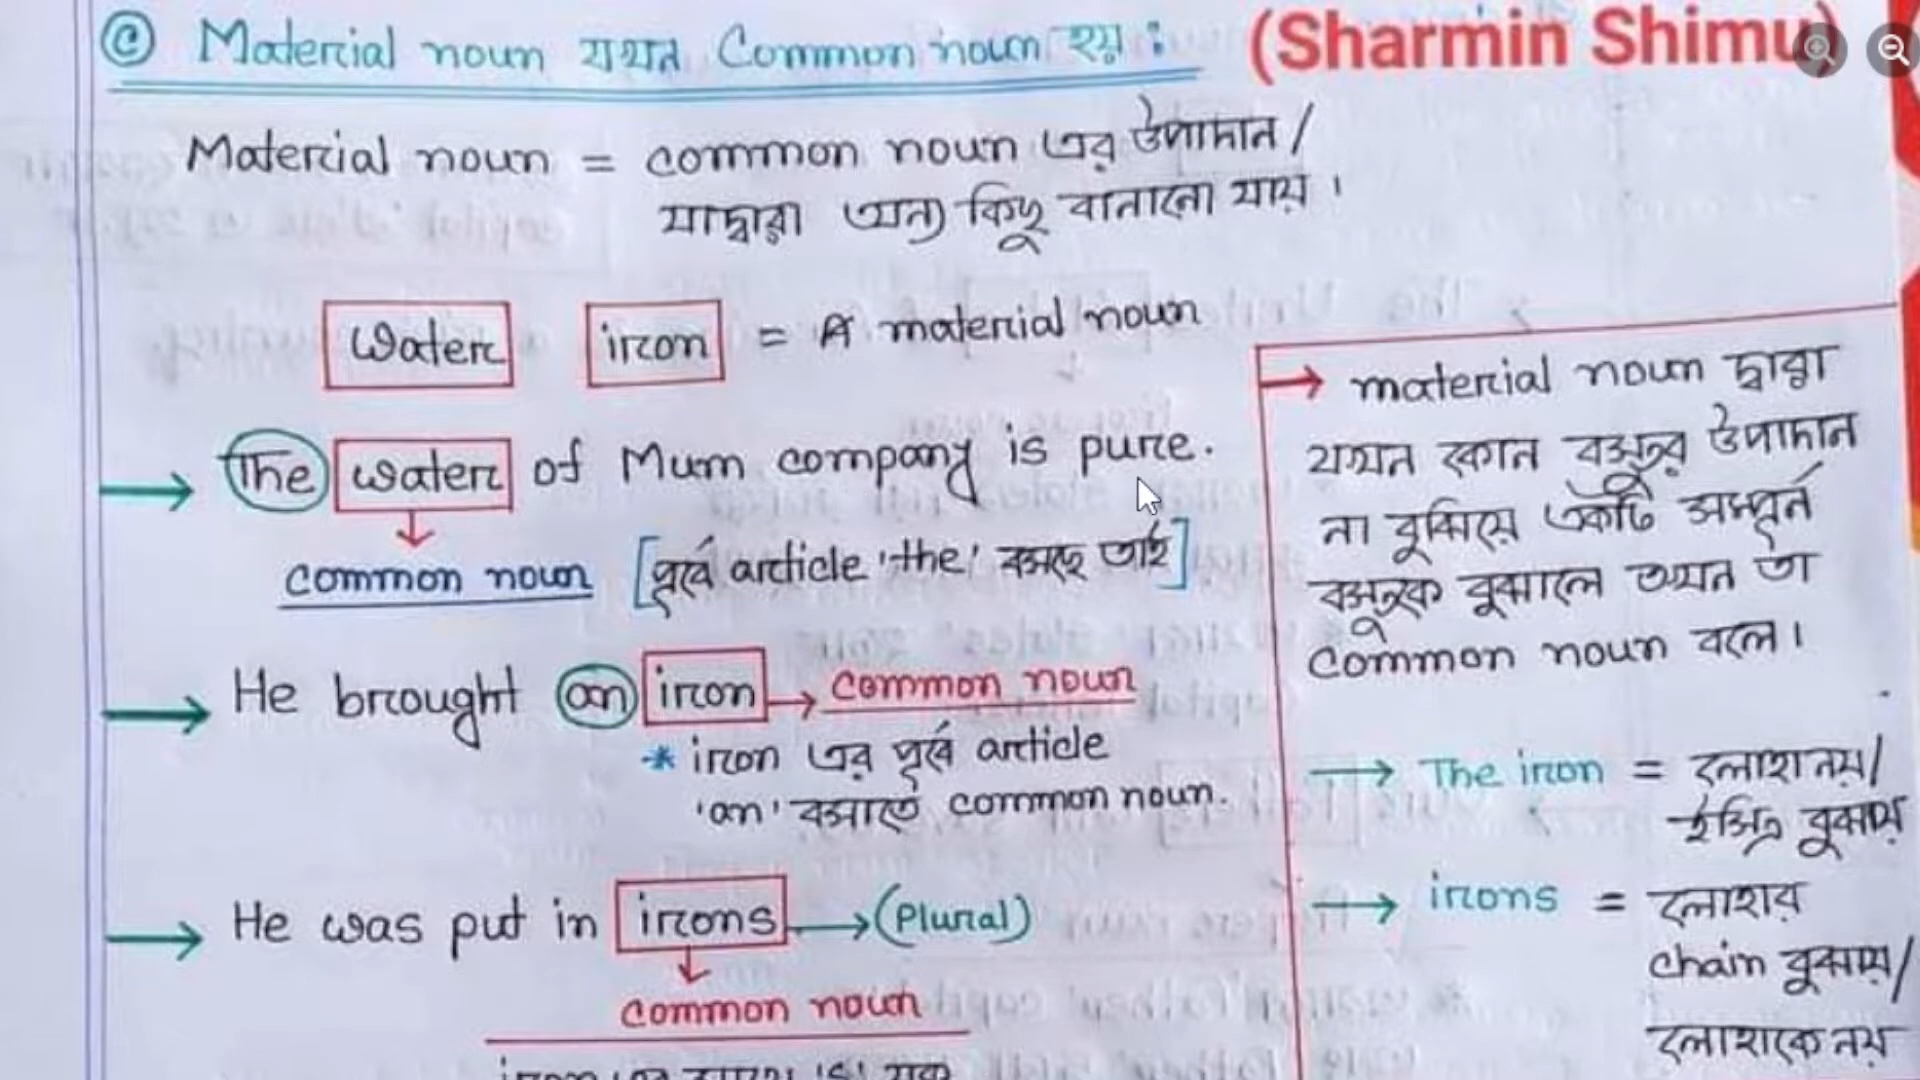 Ⓒ Material noun যখন Common noun হয় : (Sharmin Shimu)
Material noun = common noun এর উপাদান /
যাদ্বারা অন্য কিছু বানানো যায় ।
Water iron = A material noun
→ The water of Mum company is pure.
common noun [পূর্বে article 'the' বসছে তাই]
→ He brought an iron → common noun
* iron এর পূর্বে article
'an' বসাতে common noun.
→ He was put in irons → (Plural)
common noun
→ material noun দ্বারা
যখন কোন বস্তুর উপাদান
না বুঝিয়ে একটি সম্পূর্ন
বস্তুকে বুঝালে তখন তা
Common noun বলে ।
→ The iron = লোহা নয় /
ইস্ত্রি বুঝায়
→ irons = লোহার
chain বুঝায় /
লোহাকে নয়